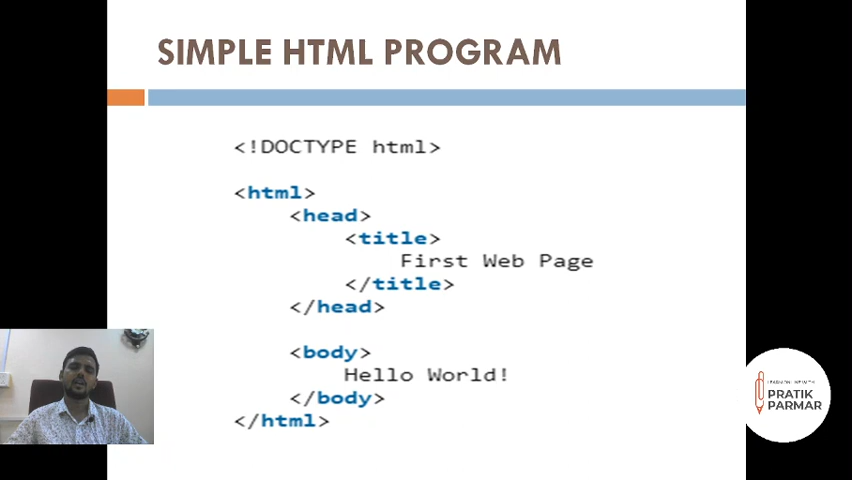 SIMPLE HTML PROGRAM
<!DOCTYPE html>
<html>
<head>
<title>
First Web Page
</title>
</head>
<body>
Hello World!
</body>
</html>
PRATIK
PARMAR